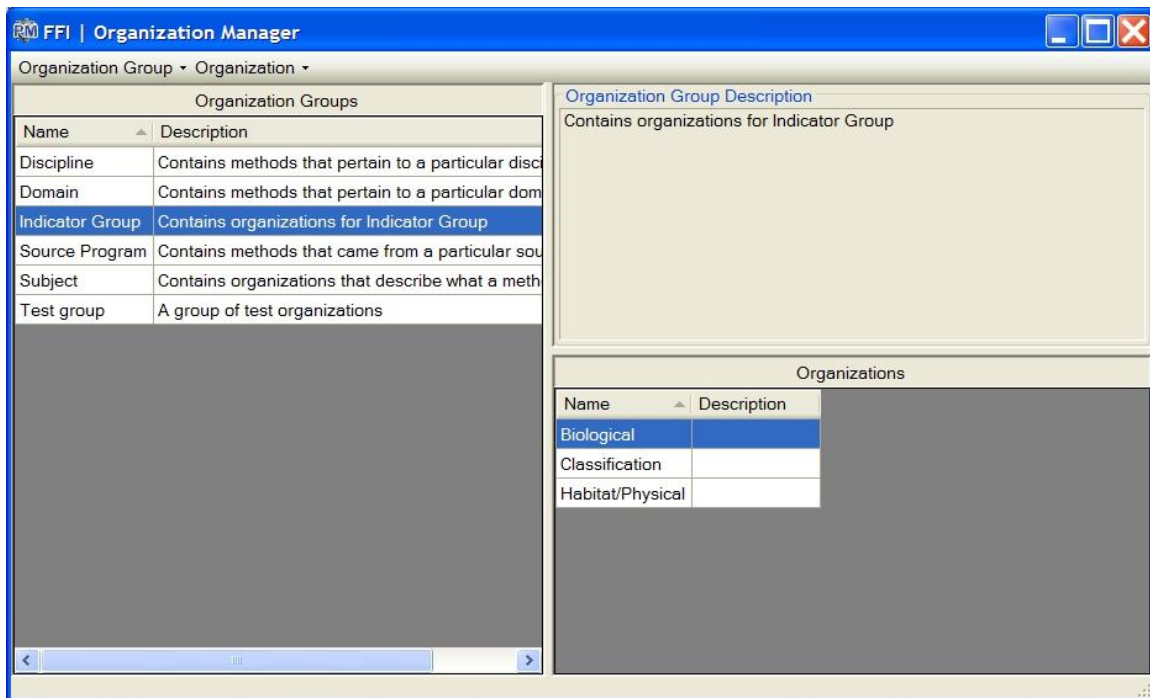 FFI | Organization Manager
Organization Group Organization
Organization Groups
Name Description
Discipline Contains methods that pertain to a particular disci
Domain Contains methods that pertain to a particular dom
Indicator Group Contains organizations for Indicator Group
Source Program Contains methods that came from a particular sou
Subject Contains organizations that describe what a meth
Test group A group of test organizations
Organization Group Description
Contains organizations for Indicator Group
Organizations
Name Description
Biological
Classification
Habitat/Physical